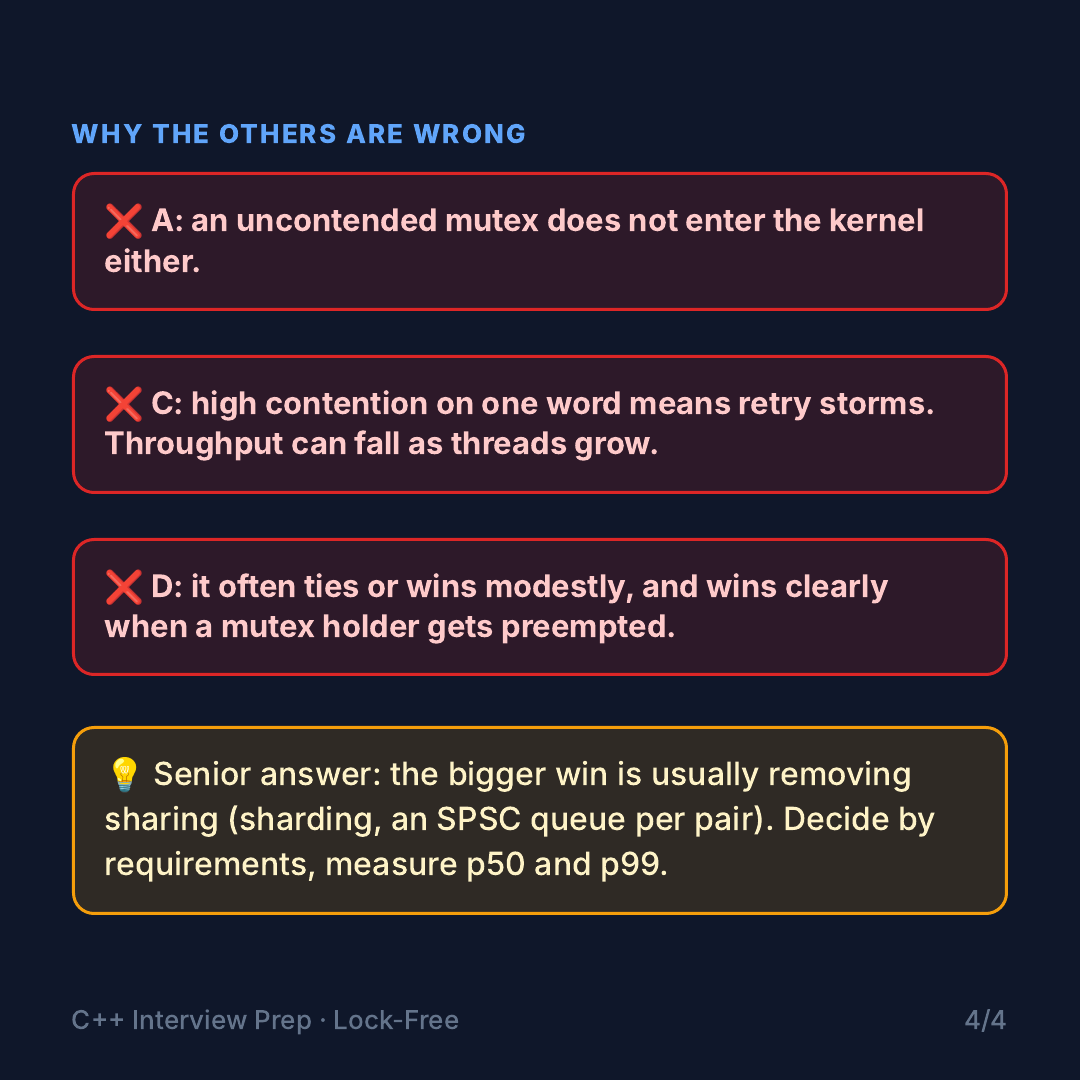 WHY THE OTHERS ARE WRONG
❌ A: an uncontended mutex does not enter the kernel
either.
❌ C: high contention on one word means retry storms.
Throughput can fall as threads grow.
❌ D: it often ties or wins modestly, and wins clearly
when a mutex holder gets preempted.
💡 Senior answer: the bigger win is usually removing
sharing (sharding, an SPSC queue per pair). Decide by
requirements, measure p50 and p99.
C++ Interview Prep · Lock-Free
4/4